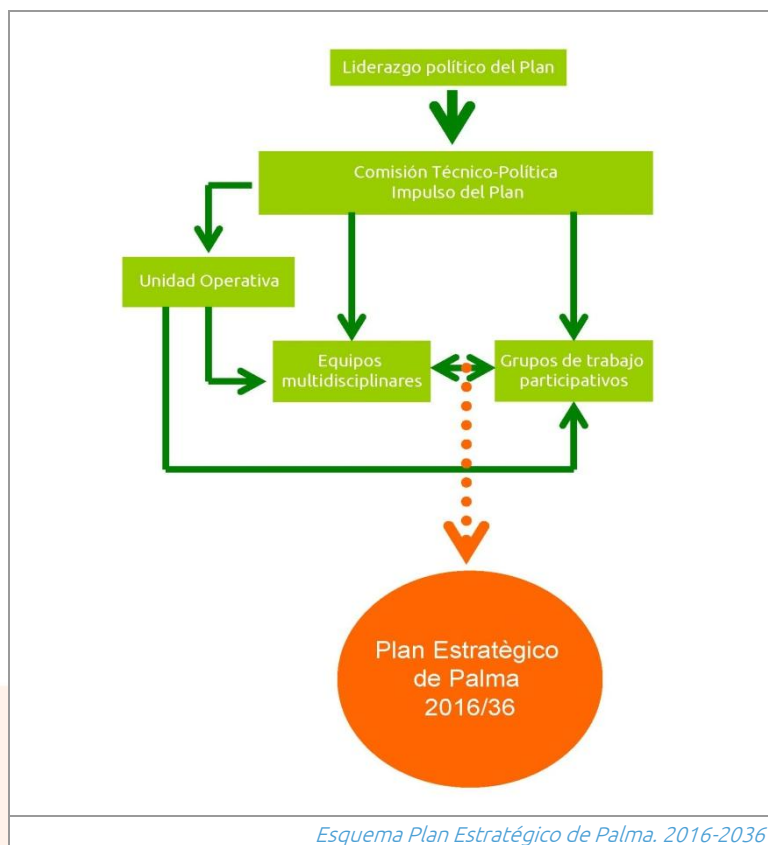 Liderazgo político del Plan
Comisión Técnico-Política
Impulso del Plan
Unidad Operativa
Equipos
multidisciplinares
Grupos de trabajo
participativos
Plan Estratègico
de Palma
2016/36
Esquema Plan Estratégico de Palma. 2016-2036